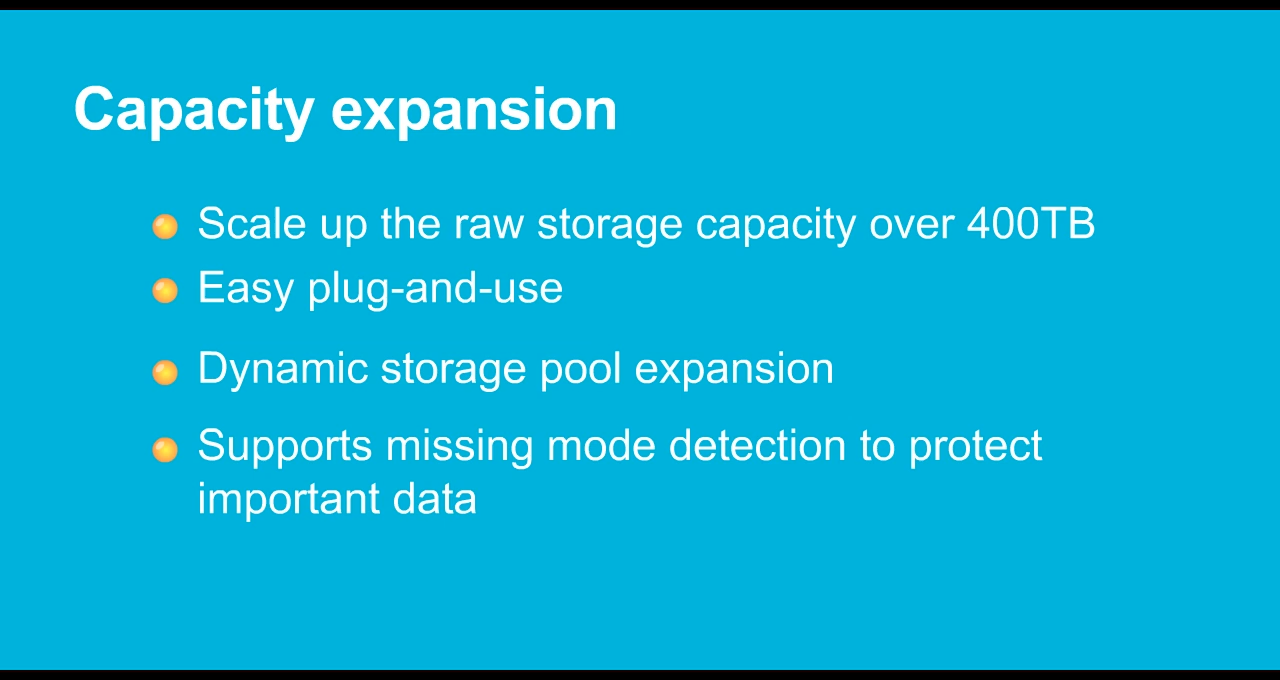 Capacity expansion
Scale up the raw storage capacity over 400TB
Easy plug-and-use
Dynamic storage pool expansion
Supports missing mode detection to protect
important data